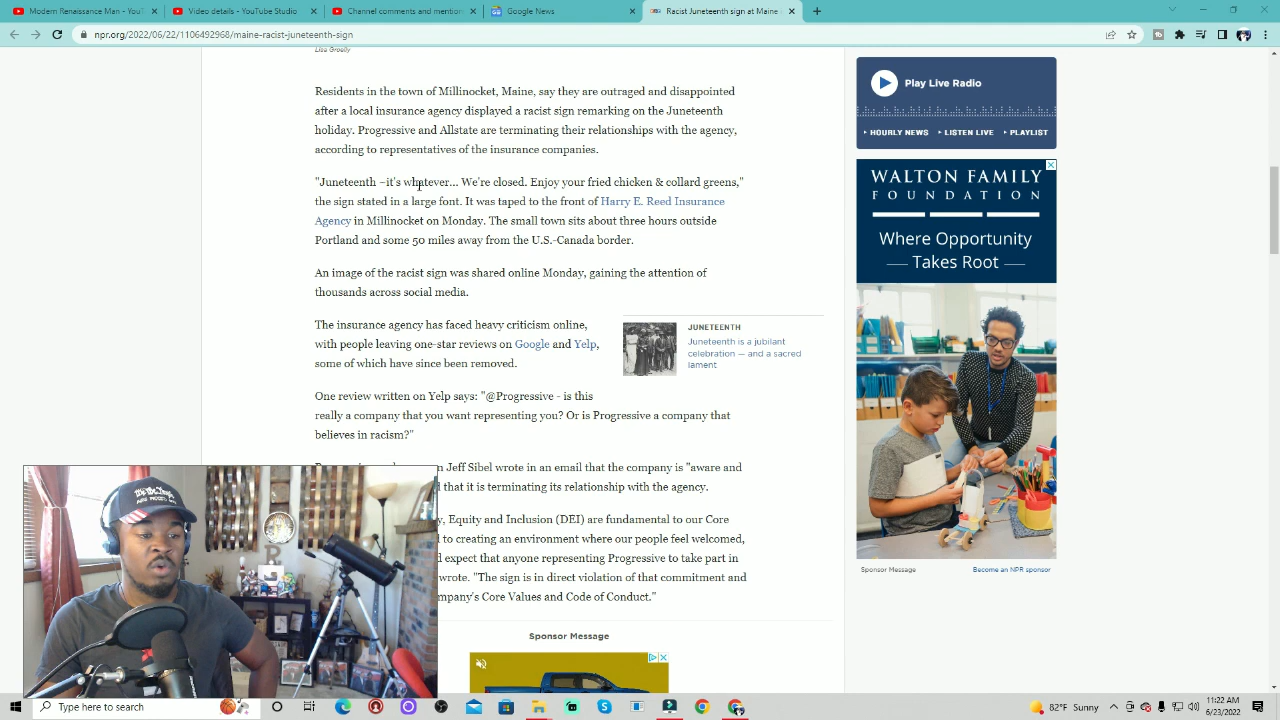 Modern Renaissance Man - YouT
Video details - YouTube Studio
Channel comments & mentions - Y
Google News
Racist Juneteenth sign at Maine
npr.org/2022/06/22/1106492968/maine-racist-juneteenth-sign
Lisa Groelly
Residents in the town of Millinocket, Maine, say they are outraged and disappointed
after a local insurance agency displayed a racist sign remarking on the Juneteenth
holiday. Progressive and Allstate are terminating their relationships with the agency,
according to representatives of the insurance companies.
"Juneteenth –it's whatever... We're closed. Enjoy your fried chicken & collard greens,"
the sign stated in a large font. It was taped to the front of Harry E. Reed Insurance
Agency in Millinocket on Monday. The small town sits about three hours outside
Portland and some 50 miles away from the U.S.-Canada border.
An image of the racist sign was shared online Monday, gaining the attention of
thousands across social media.
The insurance agency has faced heavy criticism online,
with people leaving one-star reviews on Google and Yelp,
some of which have since been removed.
JUNETEENTH
Juneteenth is a jubilant
celebration — and a sacred
lament
One review written on Yelp says: "@Progressive - is this
really a company that you want representing you? Or is Progressive a company that
believes in racism?"
n Jeff Sibel wrote in an email that the company is "aware and
d that it is terminating its relationship with the agency.
y, Equity and Inclusion (DEI) are fundamental to our Core
d to creating an environment where our people feel welcomed,
d expect that anyone representing Progressive to take part in
wrote. "The sign is in direct violation of that commitment and
mpany's Core Values and Code of Conduct."
Sponsor Message
Play Live Radio
HOURLY NEWS
LISTEN LIVE
PLAYLIST
WALTON FAMILY
FOUNDATION
Where Opportunity
Takes Root
Sponsor Message
Become an NPR sponsor
We The People
Type here to search
82°F Sunny
11:22 AM
6/23/2022